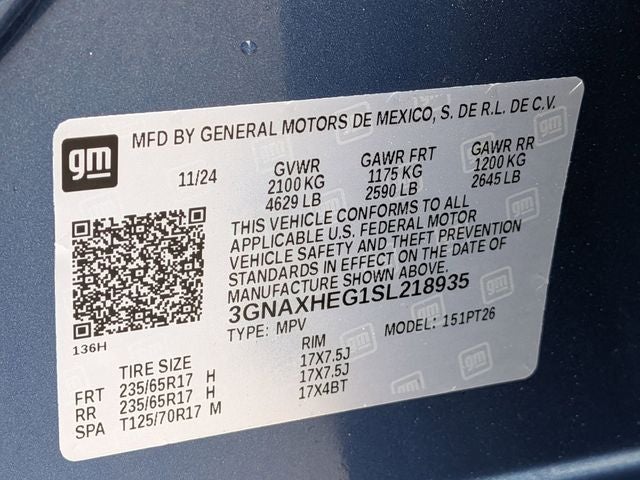 gm
MFD BY GENERAL MOTORS DE MEXICO, S. DE R.L. DE C.V.
11/24
GVWR GAWR FRT GAWR RR
2100 KG 1175 KG 1200 KG
4629 LB 2590 LB 2645 LB
THIS VEHICLE CONFORMS TO ALL
APPLICABLE U.S. FEDERAL MOTOR
VEHICLE SAFETY AND THEFT PREVENTION
STANDARDS IN EFFECT ON THE DATE OF
MANUFACTURE SHOWN ABOVE.
3GNAXHEG1SL218935
TYPE: MPV MODEL: 151PT26
136H
TIRE SIZE RIM
FRT 235/65R17 H 17X7.5J
RR 235/65R17 H 17X7.5J
SPA T125/70R17 M 17X4BT